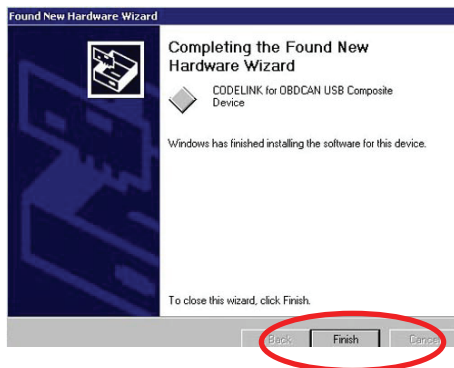 Found New Hardware Wizard
Completing the Found New
Hardware Wizard
CODELINK for OBDCAN USB Composite
Device
Windows has finished installing the software for this device.
To close this wizard, click Finish.
Back Finish Cancel